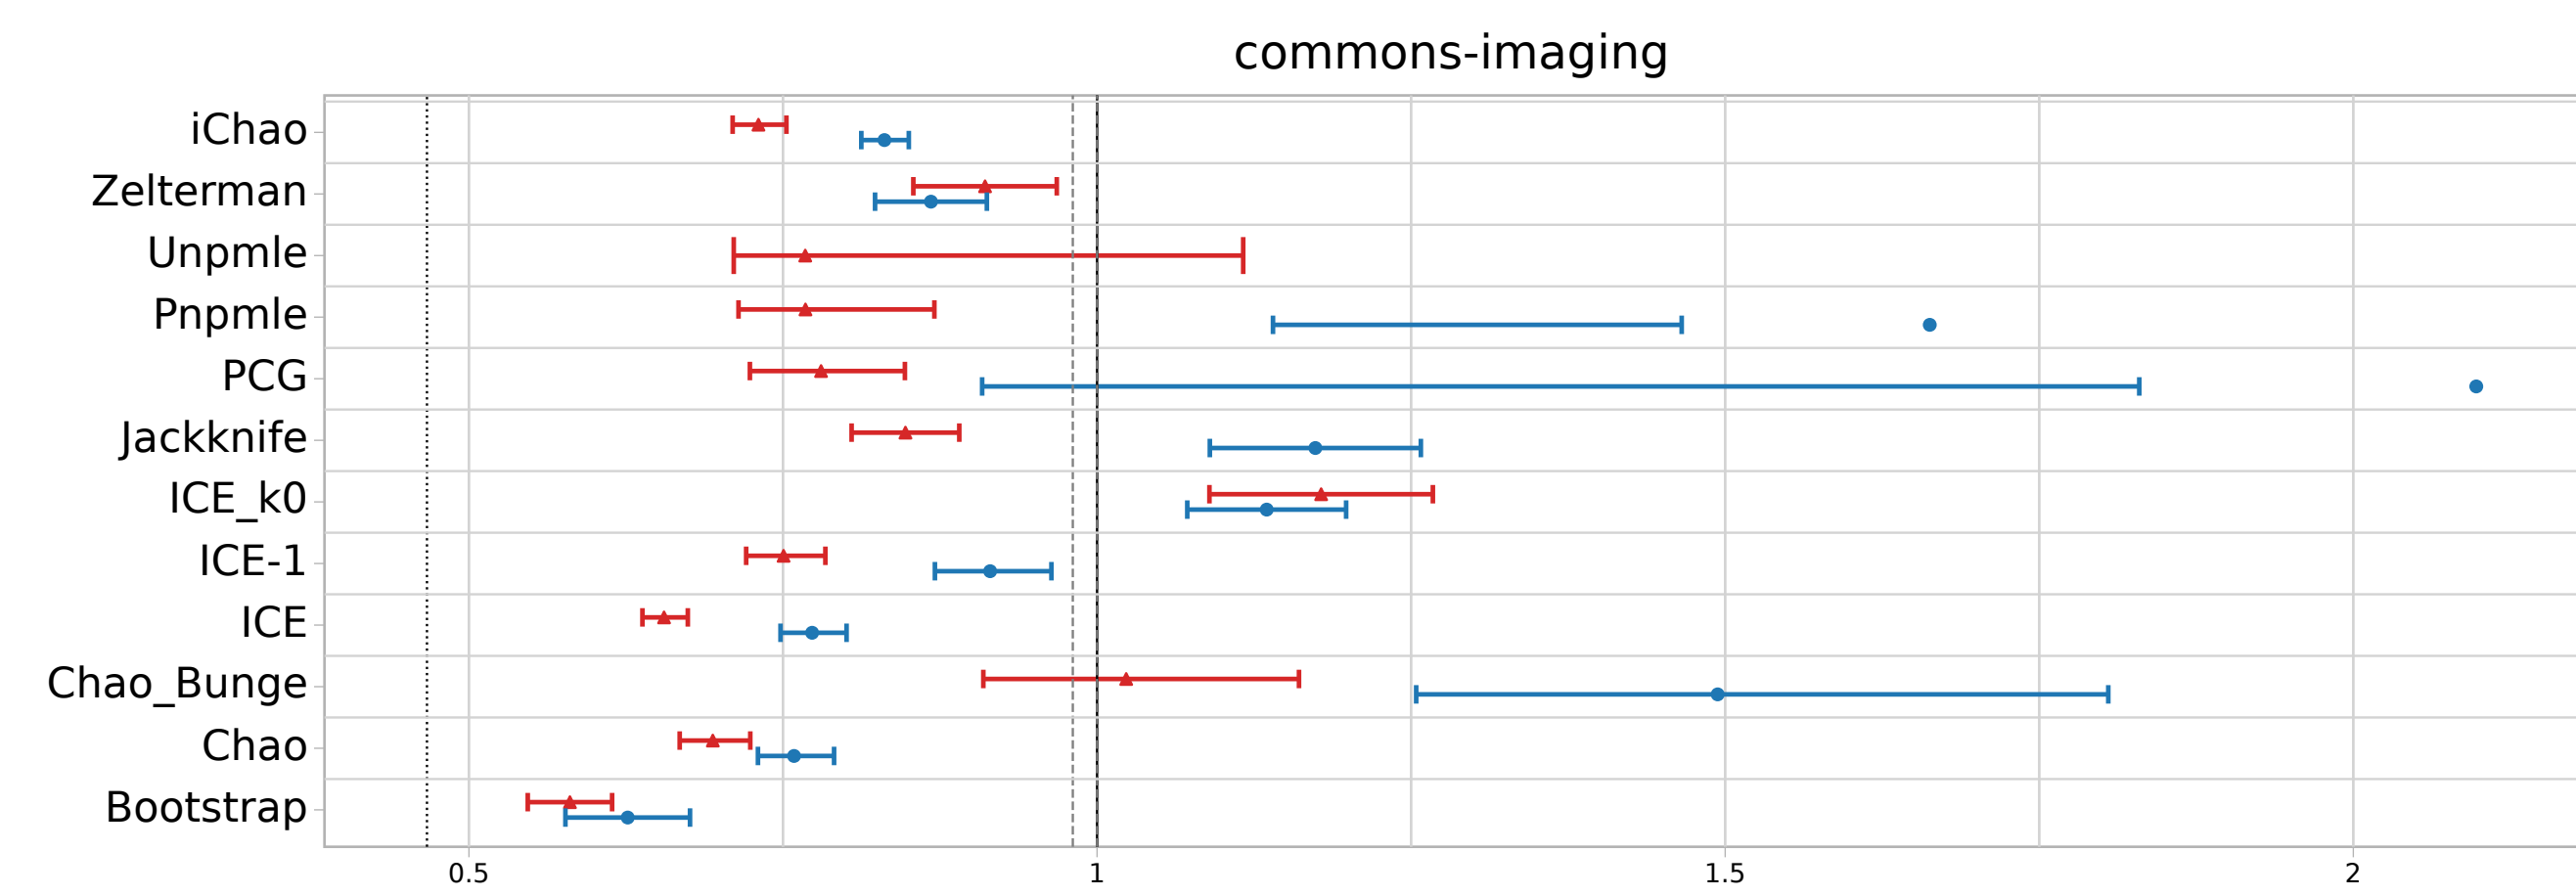 commons-imaging
iChao
Zelterman
Unpmle
Pnpmle
PCG
Jackknife
ICE_k0
ICE-1
ICE
Chao_Bunge
Chao
Bootstrap
0.5 1 1.5 2